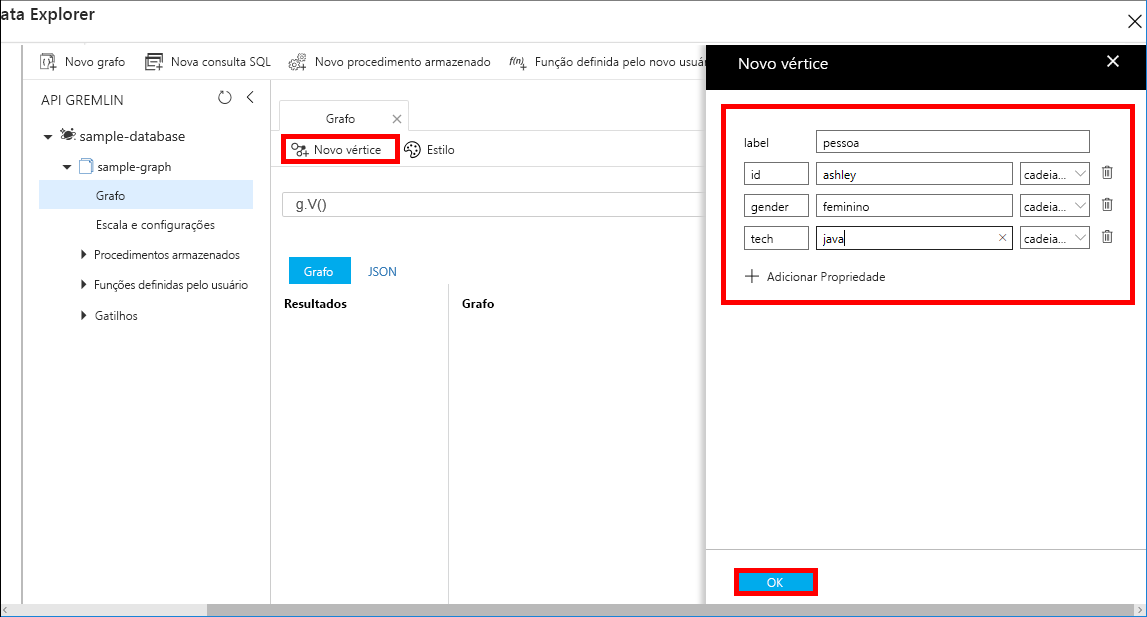 ata Explorer
Novo grafo
Nova consulta SQL
Novo procedimento armazenado
Função definida pelo novo usuár
Novo vértice
API GREMLIN
sample-database
sample-graph
Grafo
Escala e configurações
Procedimentos armazenados
Funções definidas pelo usuário
Gatilhos
Grafo
Novo vértice
Estilo
g.V()
Grafo
JSON
Resultados
Grafo
label pessoa
id ashley cadeia...
gender feminino cadeia...
tech java cadeia...
Adicionar Propriedade
OK